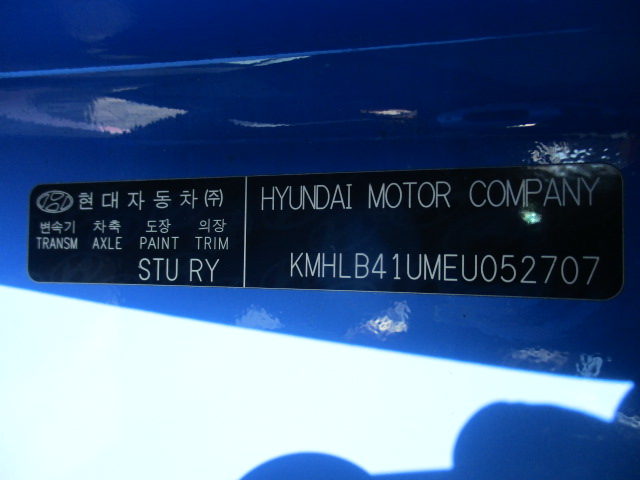 현대자동차(주)
변속기 차축 도장 의장
TRANSM AXLE PAINT TRIM
STU RY
HYUNDAI MOTOR COMPANY
KMHLB41UMEU052707